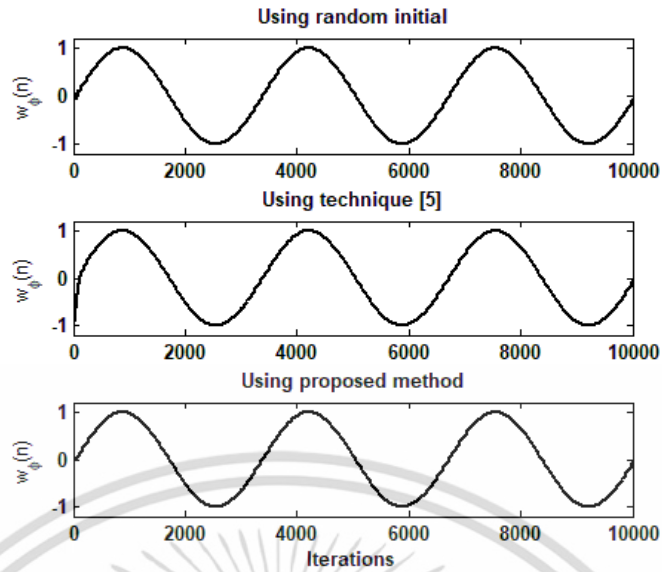 Using random initial
w_ϕ(n)
1
0
-1
0 2000 4000 6000 8000 10000
Using technique [5]
w_ϕ(n)
1
0
-1
0 2000 4000 6000 8000 10000
Using proposed method
w_ϕ(n)
1
0
-1
0 2000 4000 6000 8000 10000
Iterations